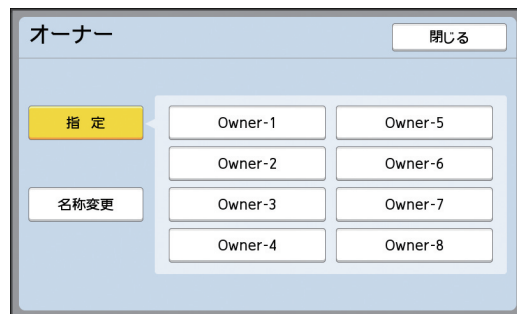 オーナー
閉じる
指 定
名称変更
Owner-1
Owner-2
Owner-3
Owner-4
Owner-5
Owner-6
Owner-7
Owner-8